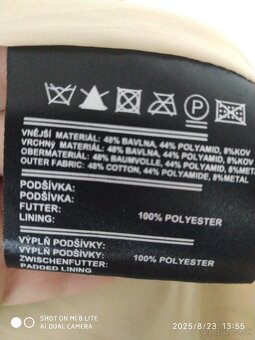 P
VNĚJŠÍ MATERIÁL: 48% BAVLNA, 44% POLYAMID, 8%KOV
VRCHNÝ MATERIÁL: 48% BAVLNA, 44% POLYAMID, 8%KOV
OBERMATERIAL: 48% BAUMWOLLE, 44% POLYAMID, 8%META
OUTER FABRIC: 48% COTTON, 44% POLYAMIDE, 8%METAL
PODŠÍVKA:
PODŠÍVKA:
FUTTER:
LINING: 100% POLYESTER
VÝPLŇ PODŠÍVKY:
VÝPLŇ PODŠÍVKY:
ZWISCHENFUTTER: 100% POLYESTER
PADDED LINING
SHOT ON MI 8 LITE
AI DUAL CAMERA
2025/8/23 13:55